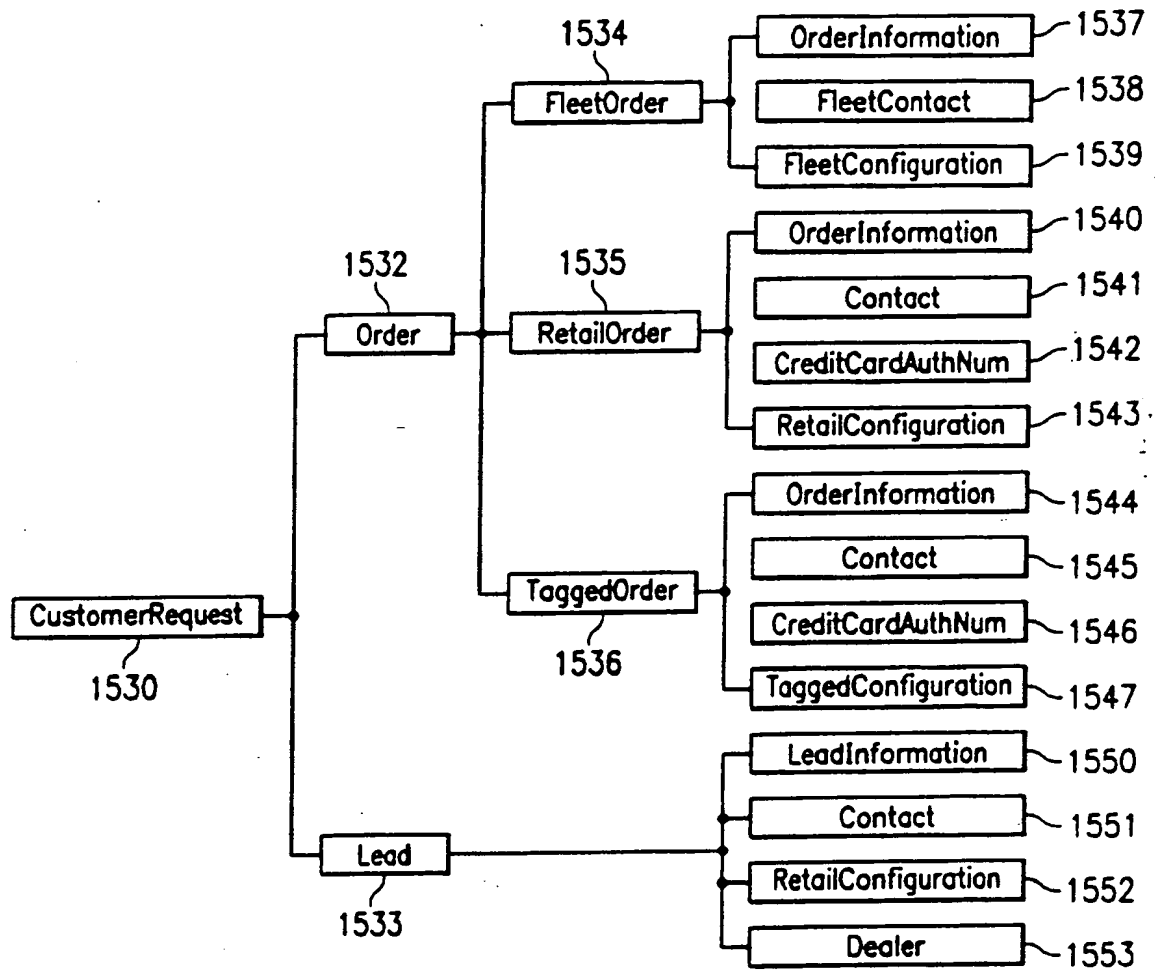 1534
FleetOrder
OrderInformation
1537
FleetContact
1538
FleetConfiguration
1539
1532
Order
1535
RetailOrder
OrderInformation
1540
Contact
1541
CreditCardAuthNum
1542
RetailConfiguration
1543
TaggedOrder
1536
OrderInformation
1544
Contact
1545
CreditCardAuthNum
1546
TaggedConfiguration
1547
CustomerRequest
1530
Lead
1533
LeadInformation
1550
Contact
1551
RetailConfiguration
1552
Dealer
1553